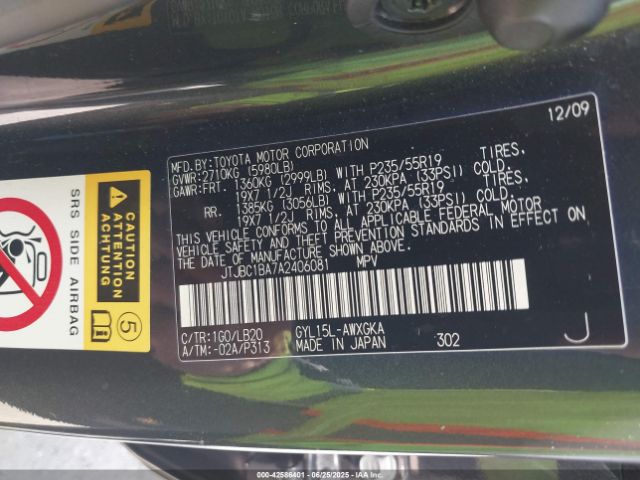 12/09
MFD.BY:TOYOTA MOTOR CORPORATION
GVWR:2710KG (5980LB)
GAWR:FRT. 1360KG (2999LB) WITH P235/55R19 TIRES,
19X7 1/2J RIMS, AT 230KPA (33PSI) COLD.
RR. 1385KG (3056LB) WITH P235/55R19 TIRES,
19X7 1/2J RIMS, AT 230KPA (33PSI) COLD.
THIS VEHICLE CONFORMS TO ALL APPLICABLE FEDERAL MOTOR
VEHICLE SAFETY AND THEFT PREVENTION STANDARDS IN EFFECT ON
THE DATE OF MANUFACTURE SHOWN ABOVE.
JTJBC1BA7A2406081 MPV
C/TR:1G0/LB20 GYL15L-AWXGKA
A/TM:-02A/P313 MADE IN JAPAN 302 J
SRS SIDE AIRBAG
CAUTION
ATTENTION
ACHTUNG
5
000-42586401 - 06/25/2025 - IAAI.COM